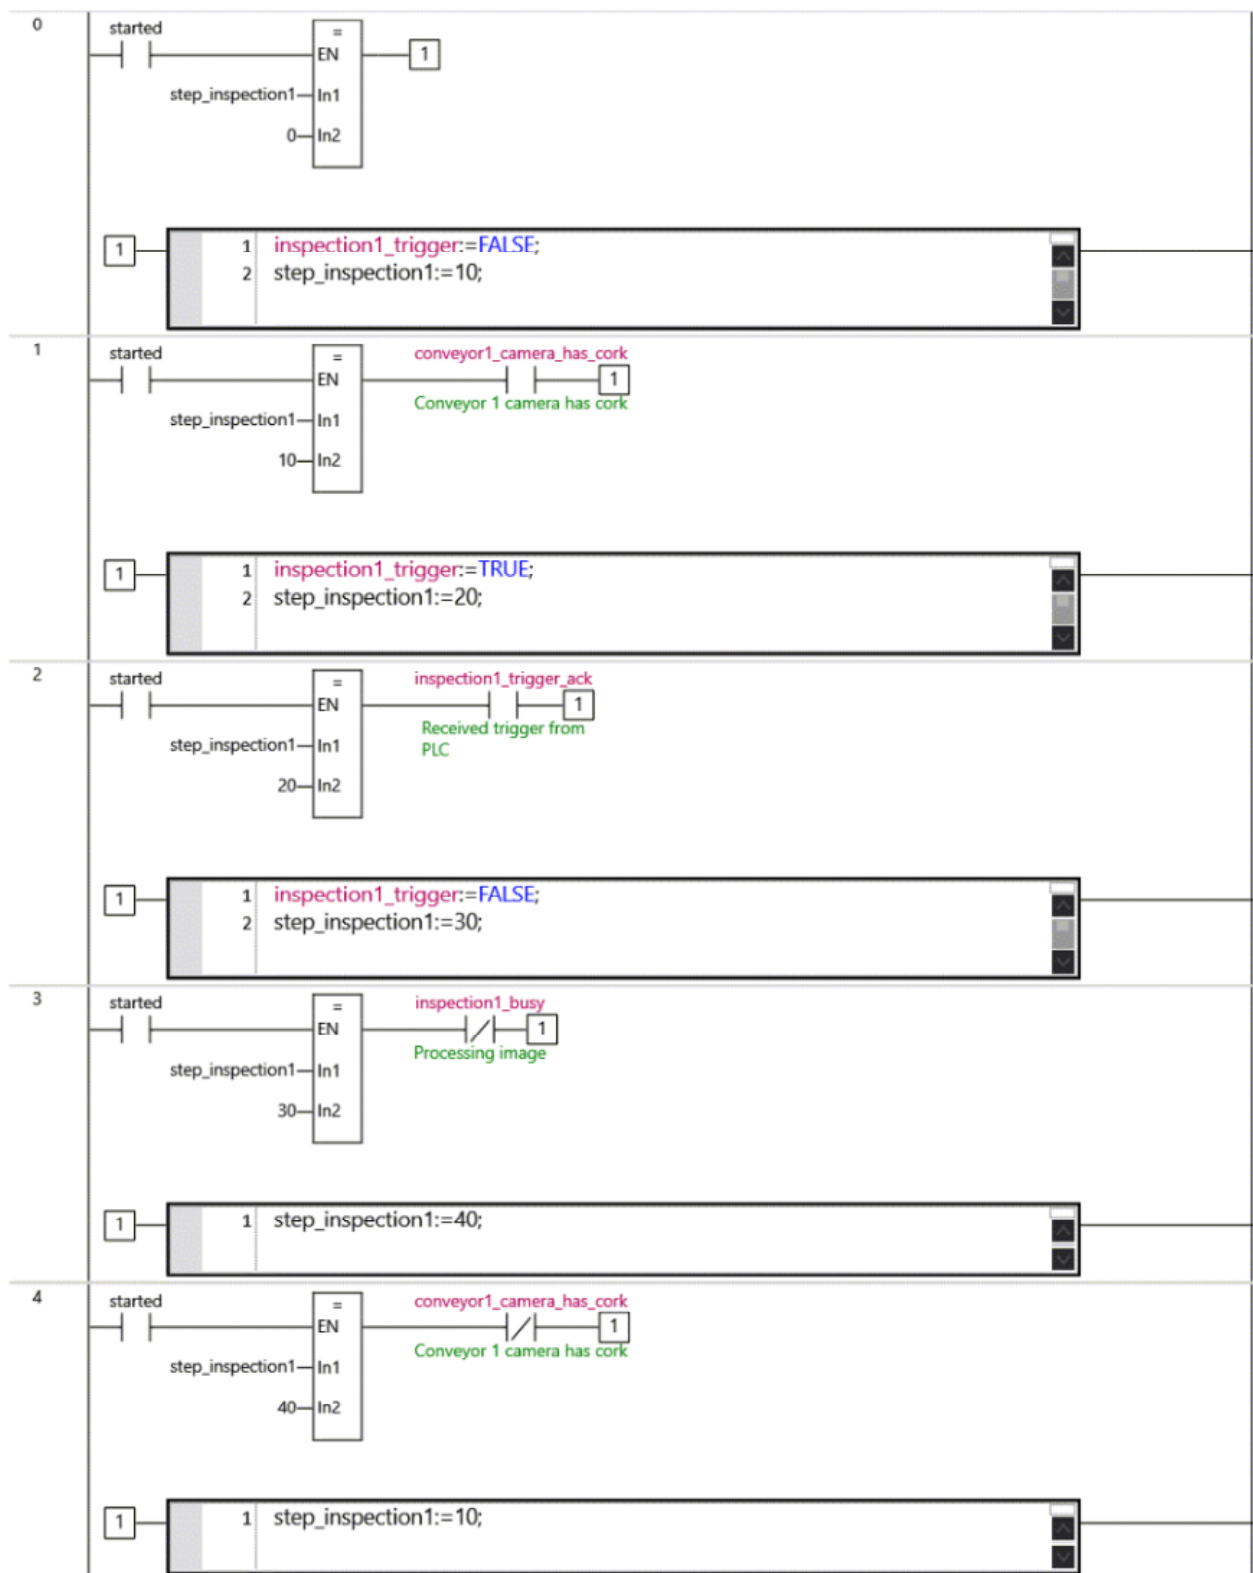 0
started
=
EN
1
step_inspection1
In1
0
In2
1
1 inspection1_trigger:=FALSE;
2 step_inspection1:=10;
1
started
=
conveyor1_camera_has_cork
EN
1
Conveyor 1 camera has cork
step_inspection1
In1
10
In2
1
1 inspection1_trigger:=TRUE;
2 step_inspection1:=20;
2
started
=
inspection1_trigger_ack
EN
1
Received trigger from
PLC
step_inspection1
In1
20
In2
1
1 inspection1_trigger:=FALSE;
2 step_inspection1:=30;
3
started
=
inspection1_busy
EN
1
Processing image
step_inspection1
In1
30
In2
1
1 step_inspection1:=40;
4
started
=
conveyor1_camera_has_cork
EN
1
Conveyor 1 camera has cork
step_inspection1
In1
40
In2
1
1 step_inspection1:=10;